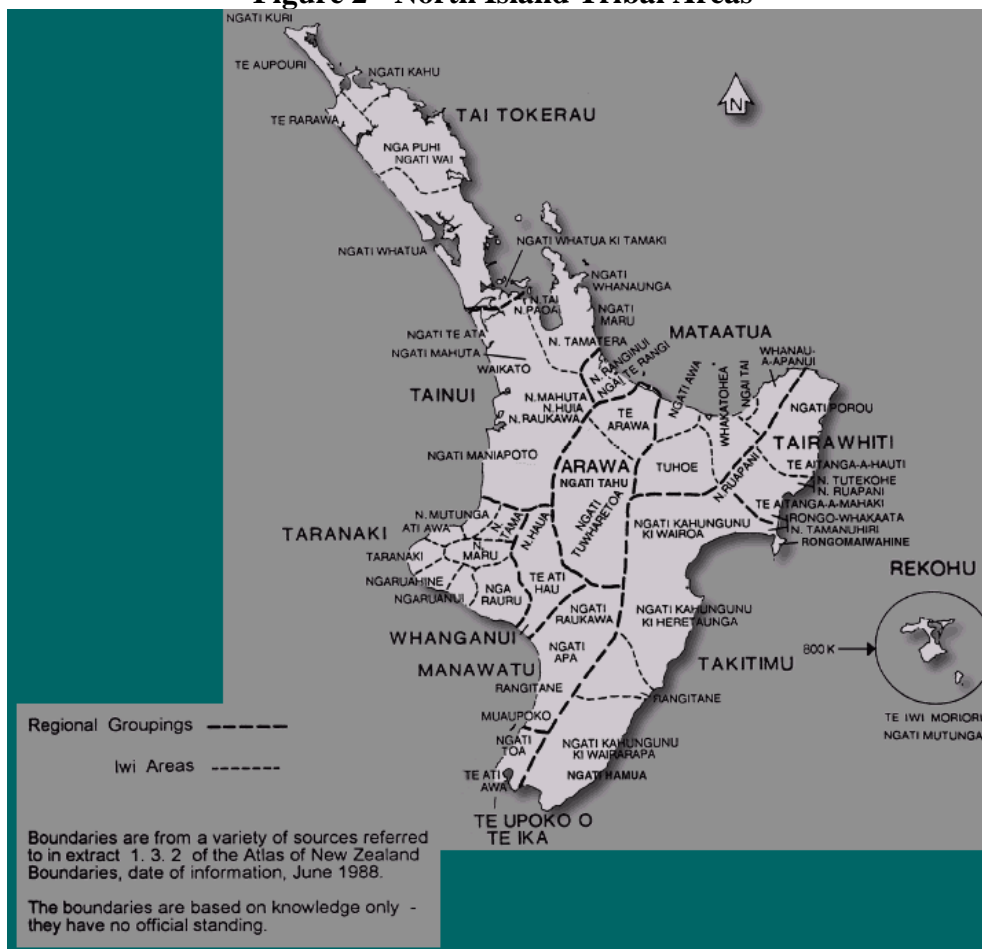 Figure 2 - North Island Tribal Areas
NGATI KURI
TE AUPOURI
NGATI KAHU
TE RARAWA
TAI TOKERAU
N
NGA PUHI
NGATI WAI
NGATI WHATUA
NGATI WHATUA KI TAMAKI
NGATI
WHANAUNGA
N. TAI
N. PAOA
NGATI
MARU
NGATI TE ATA
N. TAMATERA
NGATI MAHUTA
WAIKATO
N. RANGINUI
NGAI TE RANGI
MATAATUA
WHANAU-
A-APANUI
TAINUI
N. MAHUTA
N. HUIA
N. RAUKAWA
TE
ARAWA
NGATI AWA
WHAKATOHEA
NGAI TAI
NGATI POROU
TAIRAWHITI
NGATI MANIAPOTO
ARAWA
NGATI TAHU
TUHOE
N. RUAPANI
TE AITANGA-A-HAUTI
N. TUTEKOHE
N. RUAPANI
TE AITANGA-A-MAHAKI
RONGO-WHAKAATA
N. TAMANUHIRI
RONGOMAIWAHINE
N. MUTUNGA
ATI AWA
N.
TAMA
N. HAUA
NGATI
TUWHARETOA
NGATI KAHUNGUNU
KI WAIROA
TARANAKI
TARANAKI
N.
MARU
NGARUAHINE
NGARUANUI
NGA
RAURU
TE ATI
HAU
REKOHU
WHANGANUI
NGATI
RAUKAWA
NGATI KAHUNGUNU
KI HERETAUNGA
NGATI
APA
MANAWATU
TAKITIMU
800 K
RANGITANE
RANGITANE
MUAUPOKO
TE IWI MORIORI
NGATI MUTUNGA
NGATI
TOA
NGATI KAHUNGUNU
KI WAIRARAPA
TE ATI
AWA
NGATI HAMUA
TE UPOKO O
TE IKA
Regional Groupings
Iwi Areas
Boundaries are from a variety of sources referred
to in extract 1. 3. 2 of the Atlas of New Zealand
Boundaries, date of information, June 1988.
The boundaries are based on knowledge only -
they have no official standing.